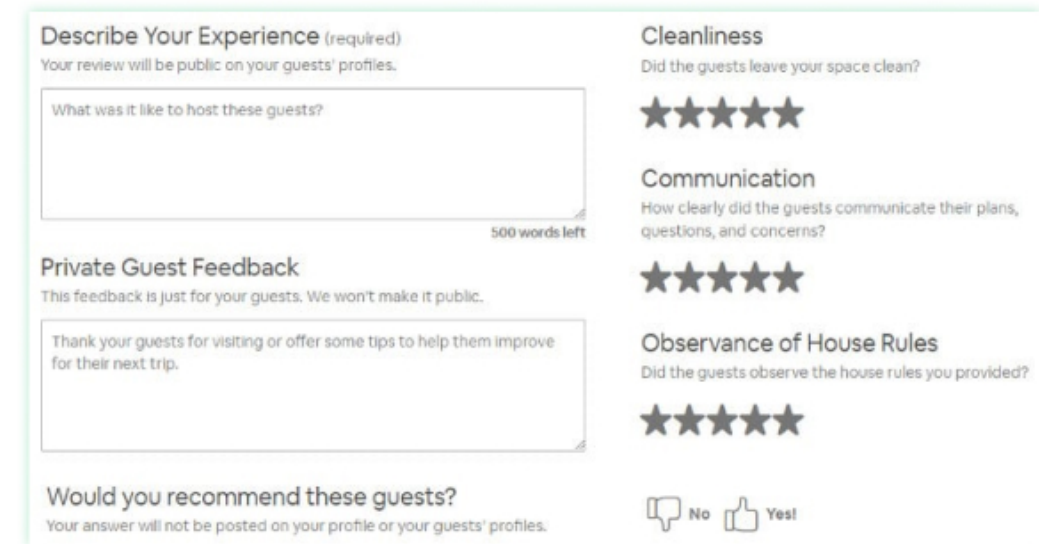 Describe Your Experience (required)
Your review will be public on your guests' profiles.
What was it like to host these guests?
500 words left
Private Guest Feedback
This feedback is just for your guests. We won't make it public.
Thank your guests for visiting or offer some tips to help them improve
for their next trip.
Would you recommend these guests?
Your answer will not be posted on your profile or your guests' profiles.
Cleanliness
Did the guests leave your space clean?
Communication
How clearly did the guests communicate their plans,
questions, and concerns?
Observance of House Rules
Did the guests observe the house rules you provided?
No Yes!